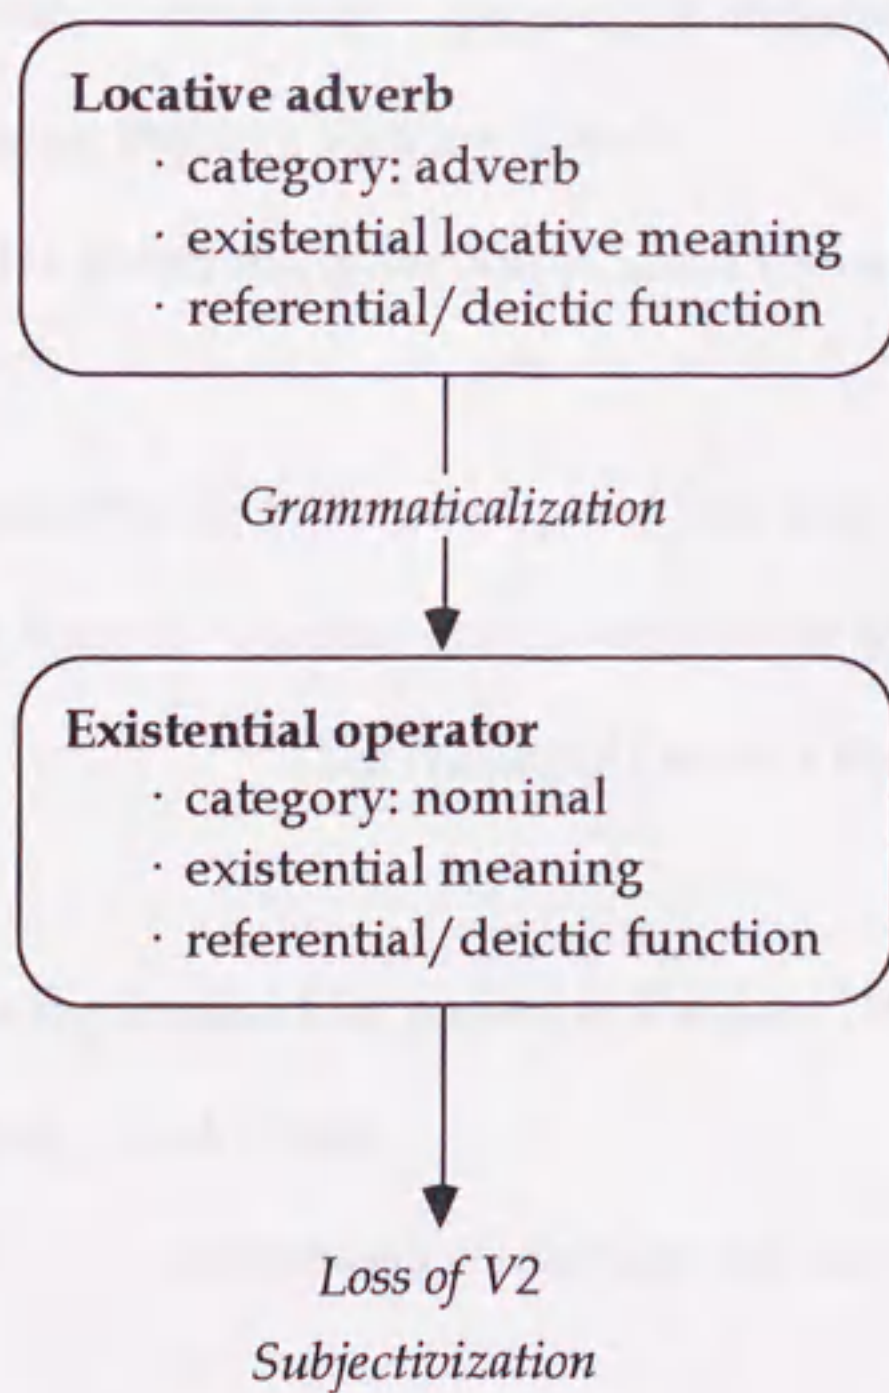 Locative adverb
· category: adverb
· existential locative meaning
· referential/deictic function
Grammaticalization
Existential operator
· category: nominal
· existential meaning
· referential/deictic function
Loss of V2
Subjectivization